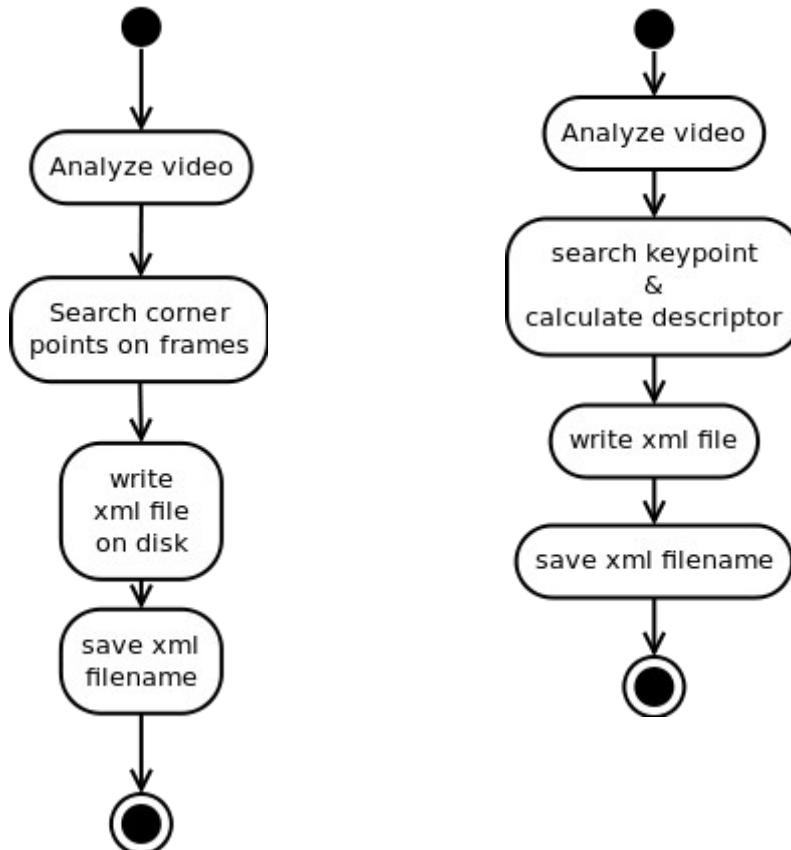 Analyze video
Search corner
points on frames
write
xml file
on disk
save xml
filename
Analyze video
search keypoint
&
calculate descriptor
write xml file
save xml filename